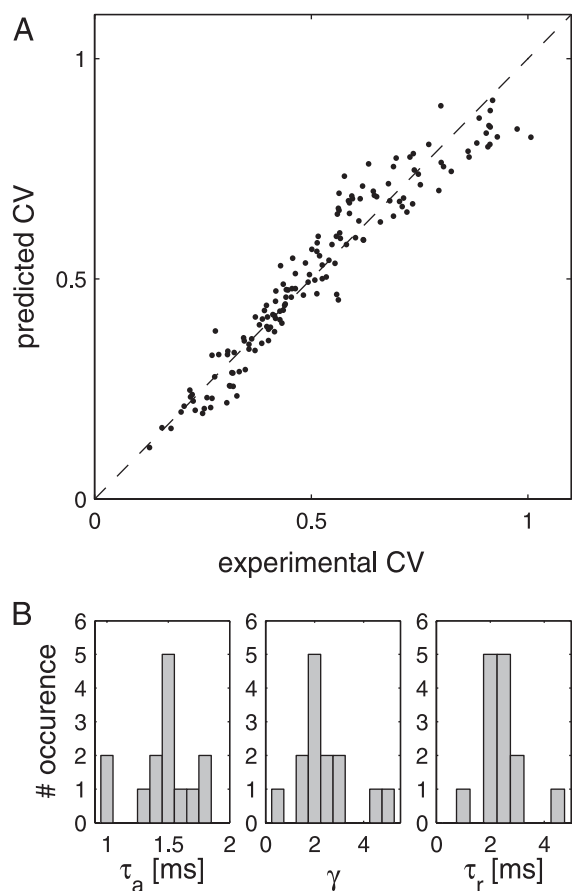 A
1
predicted CV
0.5
0
0 0.5 1
experimental CV
B
6 6 6
5 5 5
4 4 4
3 3 3
2 2 2
1 1 1
0 0 0
# occurence
1 1.5 2 0 2 4 0 2 4
τa [ms] γ τr [ms]